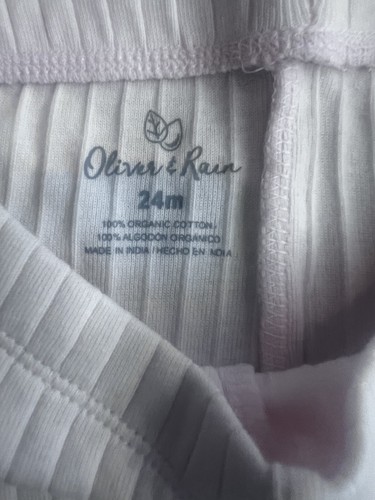 Oliver & Rain
24m
100% ORGANIC COTTON
100% ALGODÓN ORGÁNICO
MADE IN INDIA / HECHO EN INDIA